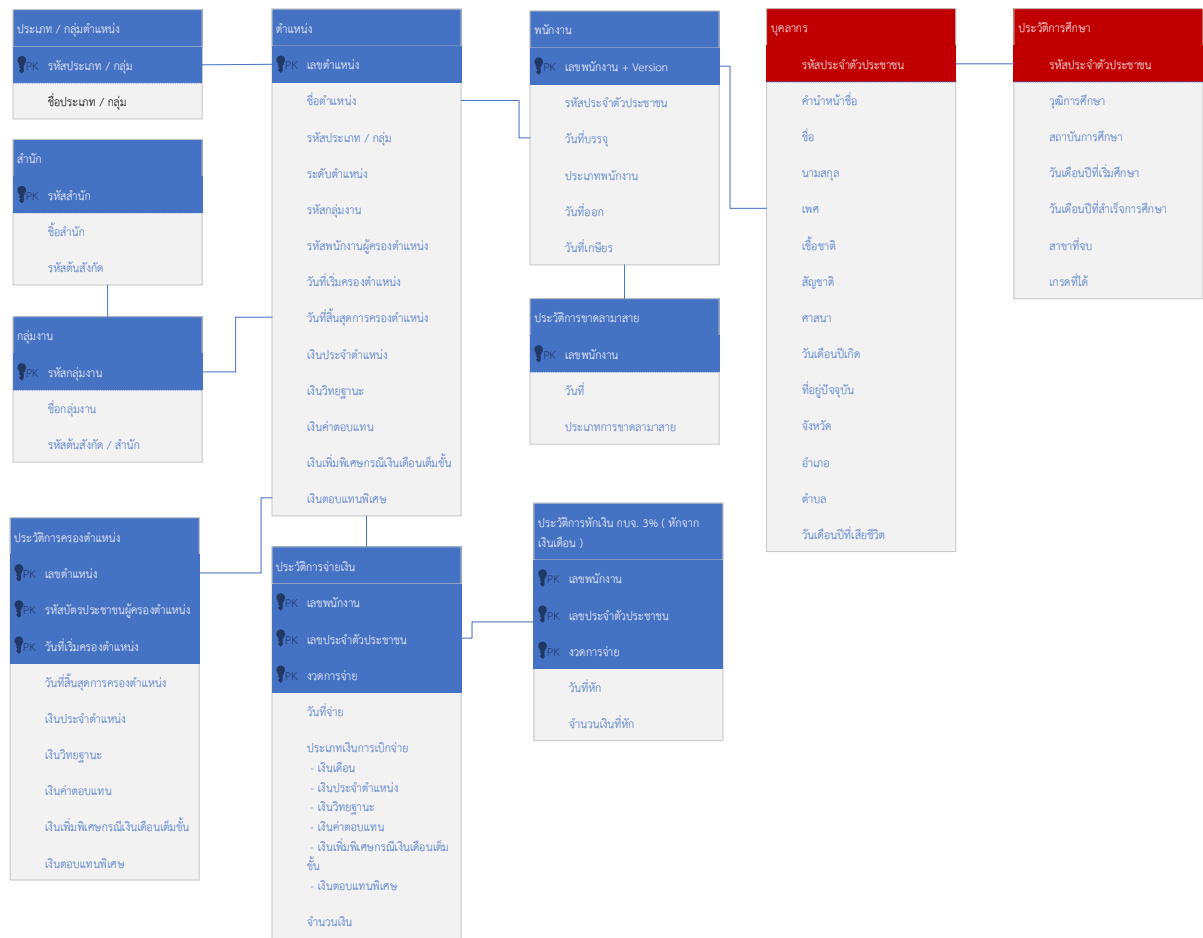 ประเภท / กลุ่มตำแหน่ง
PK รหัสประเภท / กลุ่ม
ชื่อประเภท / กลุ่ม
สำนัก
PK รหัสสำนัก
ชื้อสำนัก
รหัสต้นสังกัด
กลุ่มงาน
PK รหัสกลุ่มงาน
ชื่อกลุ่มงาน
รหัสต้นสังกัด / สำนัก
ประวัติการครองตำแหน่ง
PK เลขตำแหน่ง
PK รหัสบัตรประชาชนผู้ครองตำแหน่ง
PK วันที่เริ่มครองตำแหน่ง
วันที่สิ้นสุดการครองตำแหน่ง
เงินประจำตำแหน่ง
เงินวิทยฐานะ
เงินค่าตอบแทน
เงินเพิ่มพิเศษกรณีเงินเดือนเต็มขั้น
เงินตอบแทนพิเศษ
ตำแหน่ง
PK เลขตำแหน่ง
ชื่อตำแหน่ง
รหัสประเภท / กลุ่ม
ระดับตำแหน่ง
รหัสกลุ่มงาน
รหัสพนักงานผู้ครองตำแหน่ง
วันที่เริ่มครองตำแหน่ง
วันที่สิ้นสุดการครองตำแหน่ง
เงินประจำตำแหน่ง
เงินวิทยฐานะ
เงินค่าตอบแทน
เงินเพิ่มพิเศษกรณีเงินเดือนเต็มขั้น
เงินตอบแทนพิเศษ
ประวัติการจ่ายเงิน
PK เลขพนักงาน
PK เลขประจำตัวประชาชน
PK งวดการจ่าย
วันที่จ่าย
ประเภทเงินการเบิกจ่าย
- เงินเดือน
- เงินประจำตำแหน่ง
- เงินวิทยฐานะ
- เงินค่าตอบแทน
- เงินเพิ่มพิเศษกรณีเงินเดือนเต็ม
ขั้น
- เงินตอบแทนพิเศษ
จำนวนเงิน
พนักงาน
PK เลขพนักงาน + Version
รหัสประจำตัวประชาชน
วันที่บรรจุ
ประเภทพนักงาน
วันที่ออก
วันที่เกษียร
ประวัติการขาดลามาสาย
PK เลขพนักงาน
วันที่
ประเภทการขาดลามาสาย
ประวัติการหักเงิน กบจ. 3% ( หักจาก
เงินเดือน )
PK เลขพนักงาน
PK เลขประจำตัวประชาชน
PK งวดการจ่าย
วันที่หัก
จำนวนเงินที่หัก
บุคลากร
รหัสประจำตัวประชาชน
คำนำหน้าชื่อ
ชื่อ
นามสกุล
เพศ
เชื้อชาติ
สัญชาติ
ศาสนา
วันเดือนปีเกิด
ที่อยู่ปัจจุบัน
จังหวัด
อำเภอ
ตำบล
วันเดือนปีที่เสียชีวิต
ประวัติการศึกษา
รหัสประจำตัวประชาชน
วุฒิการศึกษา
สถาบันการศึกษา
วันเดือนปีที่เริ่มศึกษา
วันเดือนปีที่สำเร็จการศึกษา
สาขาที่จบ
เกรดที่ได้